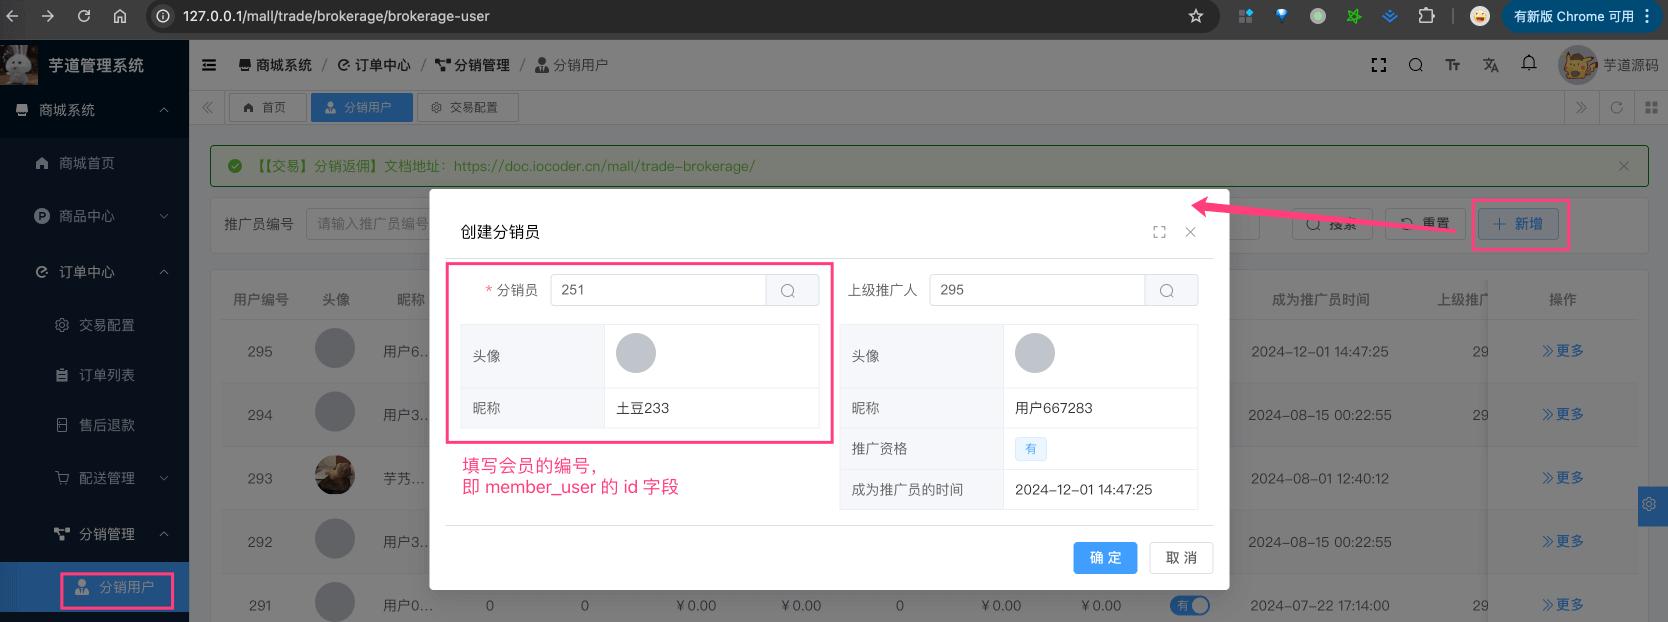 127.0.0.1/mall/trade/brokerage/brokerage-user
有新版 Chrome 可用
芋道管理系统
商城系统 / 订单中心 / 分销管理 / 分销用户
芋道源码
商城系统
首页
分销用户
交易配置
商城首页
【【交易】分销返佣】文档地址：https://doc.iocoder.cn/mall/trade-brokerage/
商品中心
推广员编号
请输入推广员编号
搜索
重置
新增
创建分销员
订单中心
* 分销员
251
上级推广人
295
用户编号
头像
昵称
成为推广员时间
上级推广
操作
交易配置
头像
头像
295
用户6...
2024-12-01 14:47:25
29
更多
订单列表
昵称
土豆233
昵称
用户667283
294
用户3...
2024-08-15 00:22:55
29
更多
售后退款
推广资格
有
填写会员的编号，
即 member_user 的 id 字段
配送管理
293
芋艿...
2024-08-01 12:40:12
更多
成为推广员的时间
2024-12-01 14:47:25
分销管理
292
用户3...
2024-08-15 00:22:55
更多
确 定
取 消
分销用户
291
用户0...
0
0
￥0.00
￥0.00
0
￥0.00
￥0.00
有
2024-07-22 17:14:00
29
更多